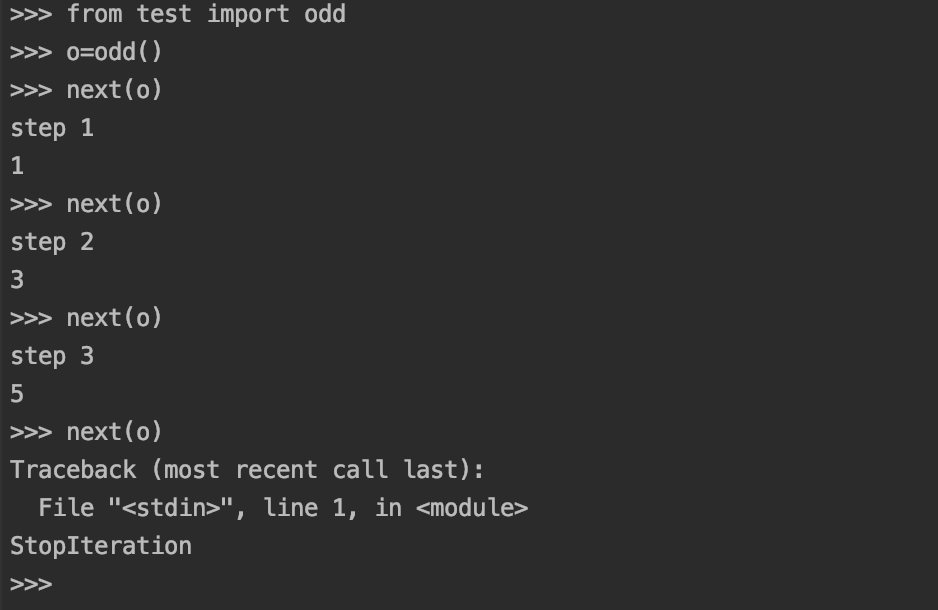 >>> from test import odd
>>> o=odd()
>>> next(o)
step 1
1
>>> next(o)
step 2
3
>>> next(o)
step 3
5
>>> next(o)
Traceback (most recent call last):
  File "<stdin>", line 1, in <module>
StopIteration
>>>